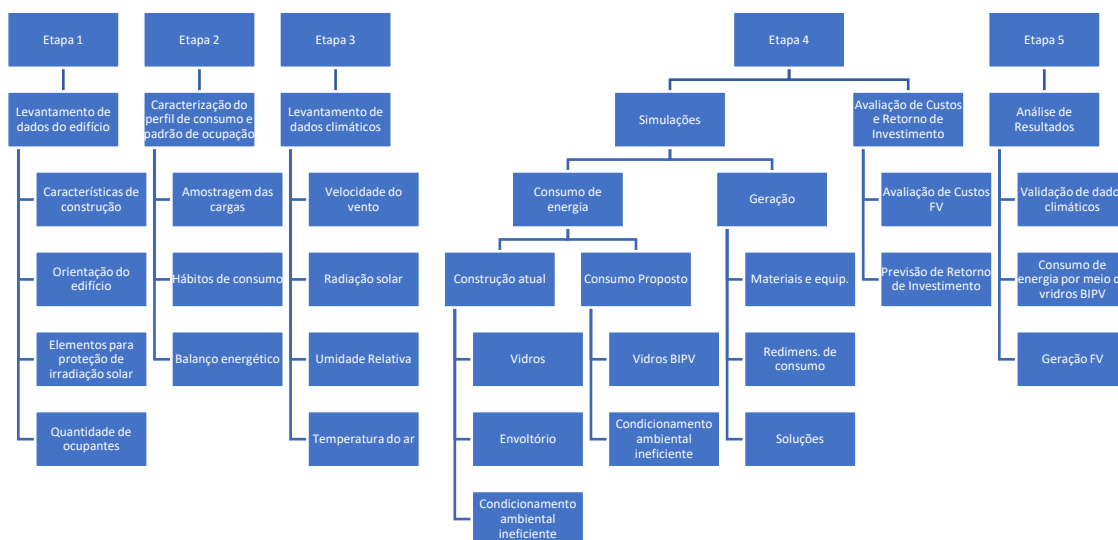 Etapa 1
Etapa 2
Etapa 3
Etapa 4
Etapa 5
Levantamento de
dados do edifício
Caracterização do
perfil de consumo e
padrão de ocupação
Levantamento de
dados climáticos
Simulações
Avaliação de Custos
e Retorno de
Investimento
Análise de
Resultados
Características de
construção
Amostragem das
cargas
Velocidade do
vento
Consumo de
energia
Geração
Avaliação de Custos
FV
Validação de dado
climáticos
Orientação do
edifício
Hábitos de consumo
Radiação solar
Construção atual
Consumo Proposto
Materiais e equip.
Previsão de Retorno
de Investimento
Consumo de
energia por meio d
vridros BIPV
Elementos para
proteção de
irradiação solar
Balanço energético
Umidade Relativa
Vidros
Vidros BIPV
Redimens. de
consumo
Geração FV
Quantidade de
ocupantes
Temperatura do ar
Envoltório
Condicionamento
ambiental
ineficiente
Soluções
Condicionamento
ambiental
ineficiente